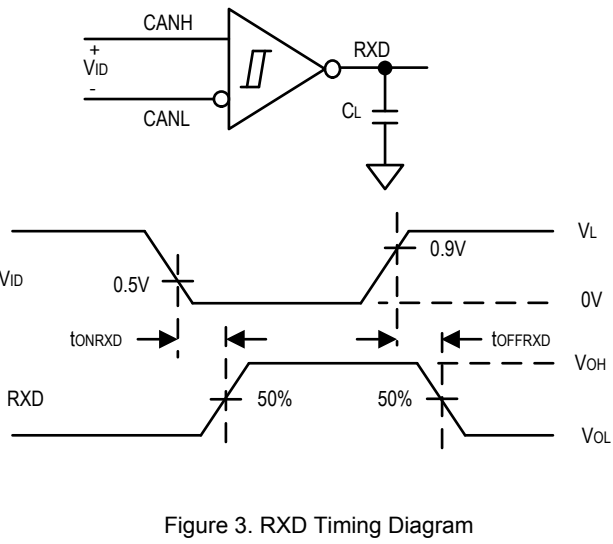 CANH
RXD
+
VID
-
CL
CANL
VL
0.9V
VID
0.5V
0V
tONRXD
tOFFRXD
VOH
RXD
50%
50%
VOL
Figure 3. RXD Timing Diagram